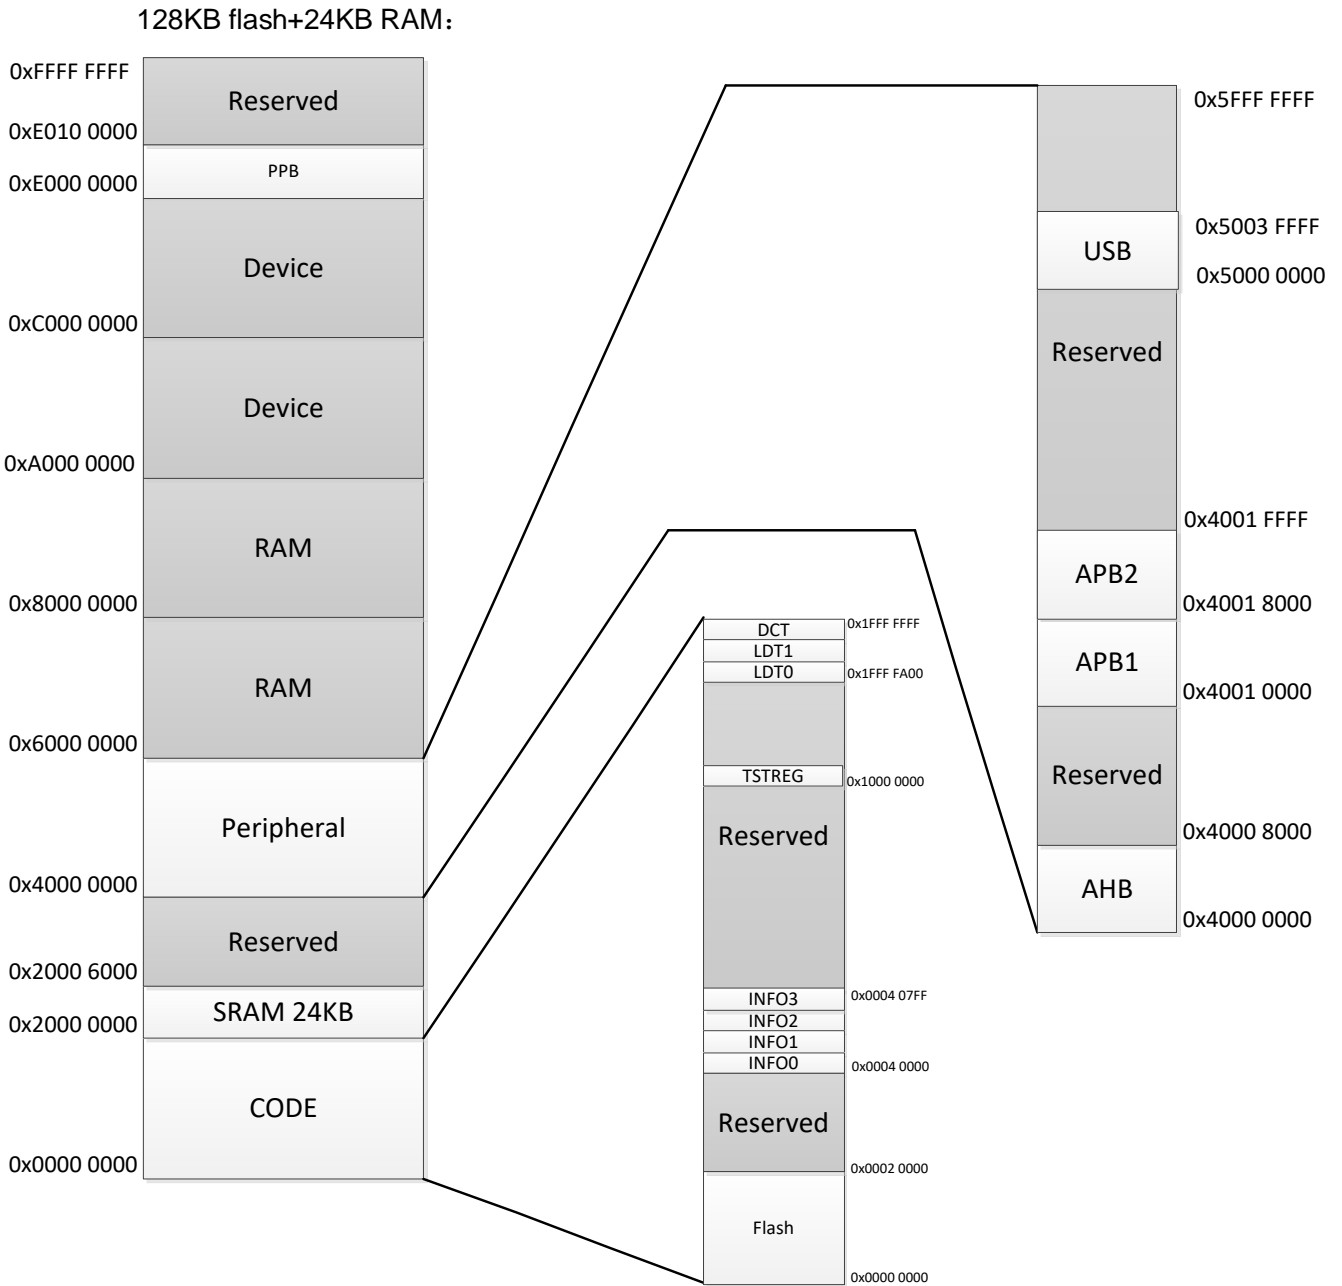 128KB flash+24KB RAM：
0xFFFF FFFF
Reserved
0xE010 0000
PPB
0xE000 0000
Device
0xC000 0000
Device
0xA000 0000
RAM
0x8000 0000
RAM
0x6000 0000
Peripheral
0x4000 0000
Reserved
0x2000 6000
SRAM 24KB
0x2000 0000
CODE
0x0000 0000
DCT
0x1FFF FFFF
LDT1
LDT0
0x1FFF FA00
TSTREG
0x1000 0000
Reserved
INFO3
0x0004 07FF
INFO2
INFO1
INFO0
0x0004 0000
Reserved
0x0002 0000
Flash
0x0000 0000
0x5FFF FFFF
0x5003 FFFF
USB
0x5000 0000
Reserved
0x4001 FFFF
APB2
0x4001 8000
APB1
0x4001 0000
Reserved
0x4000 8000
AHB
0x4000 0000